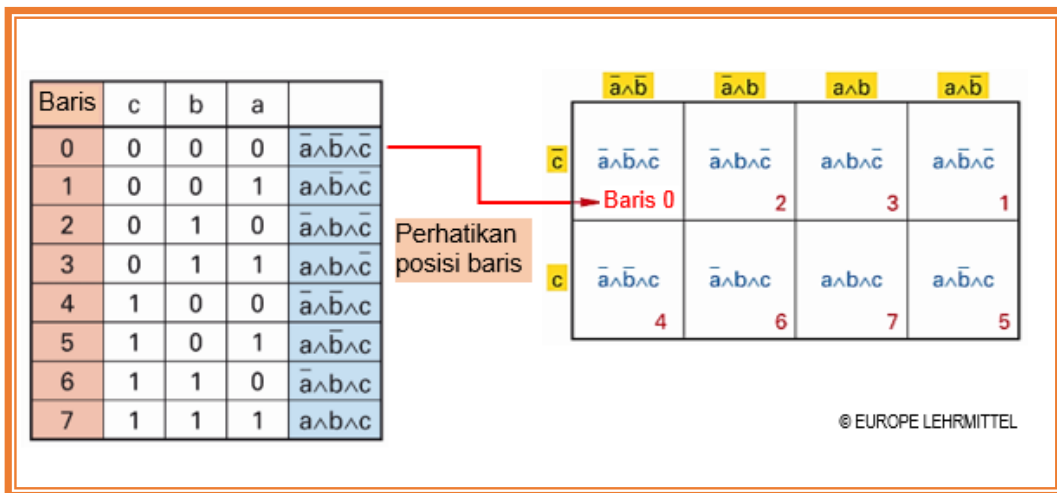 Baris c b a
0 0 0 0 a̅∧b̅∧c̅
1 0 0 1 a∧b̅∧c̅
2 0 1 0 a̅∧b∧c̅
3 0 1 1 a∧b∧c̅
4 1 0 0 a̅∧b̅∧c
5 1 0 1 a∧b̅∧c
6 1 1 0 a̅∧b∧c
7 1 1 1 a∧b∧c
Perhatikan
posisi baris
a̅∧b̅ a̅∧b a∧b a∧b̅
c̅ a̅∧b̅∧c̅ a̅∧b∧c̅ a∧b∧c̅ a∧b̅∧c̅
Baris 0 2 3 1
c a̅∧b̅∧c a̅∧b∧c a∧b∧c a∧b̅∧c
4 6 7 5
© EUROPE LEHRMITTEL